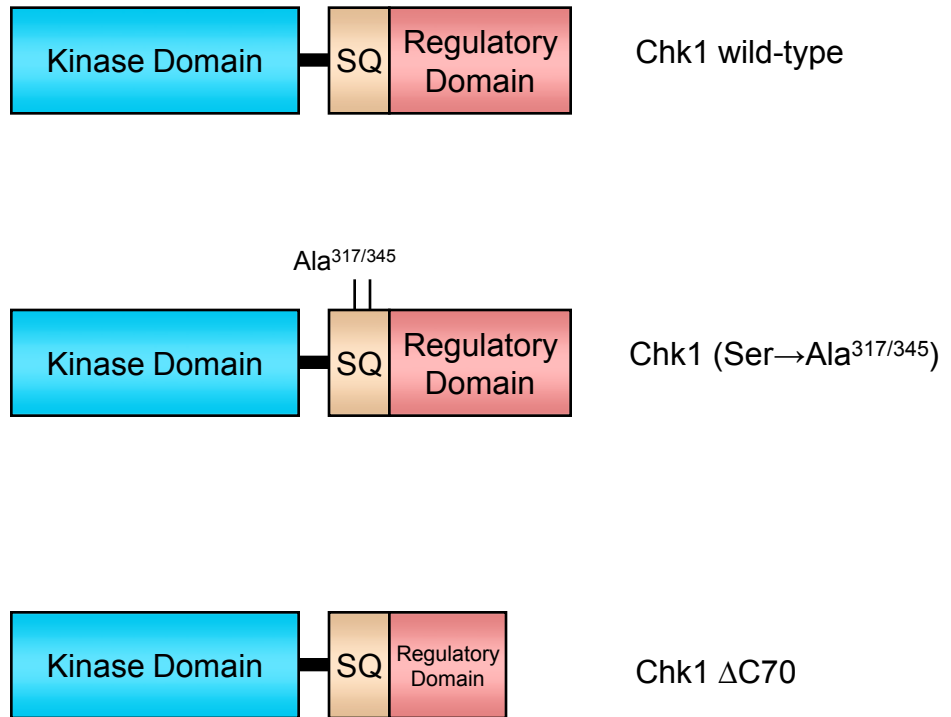 Kinase Domain SQ Regulatory Domain Chk1 wild-type
Ala317/345
Kinase Domain SQ Regulatory Domain Chk1 (Ser→Ala317/345)
Kinase Domain SQ Regulatory Domain Chk1 ΔC70